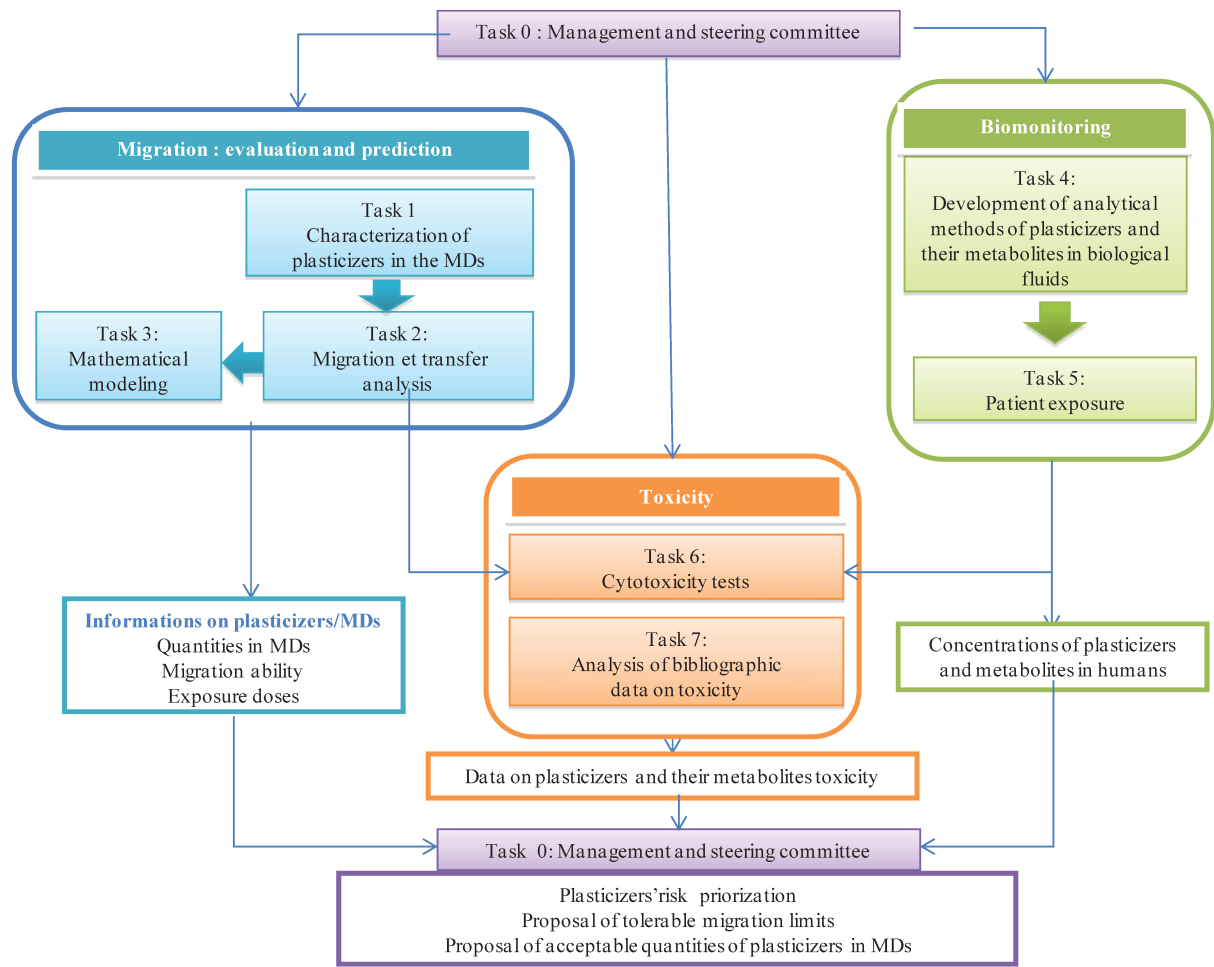 Task 0 : Management and steering committee
Migration : evaluation and prediction
Task 1
Characterization of
plasticizers in the MDs
Task 3:
Mathematical
modeling
Task 2:
Migration et transfer
analysis
Biomonitoring
Task 4:
Development of analytical
methods of plasticizers and
their metabolites in biological
fluids
Task 5:
Patient exposure
Toxicity
Task 6:
Cytotoxicity tests
Task 7:
Analysis of bibliographic
data on toxicity
Informations on plasticizers/MDs
Quantities in MDs
Migration ability
Exposure doses
Concentrations of plasticizers
and metabolites in humans
Data on plasticizers and their metabolites toxicity
Task 0: Management and steering committee
Plasticizers'risk priorization
Proposal of tolerable migration limits
Proposal of acceptable quantities of plasticizers in MDs